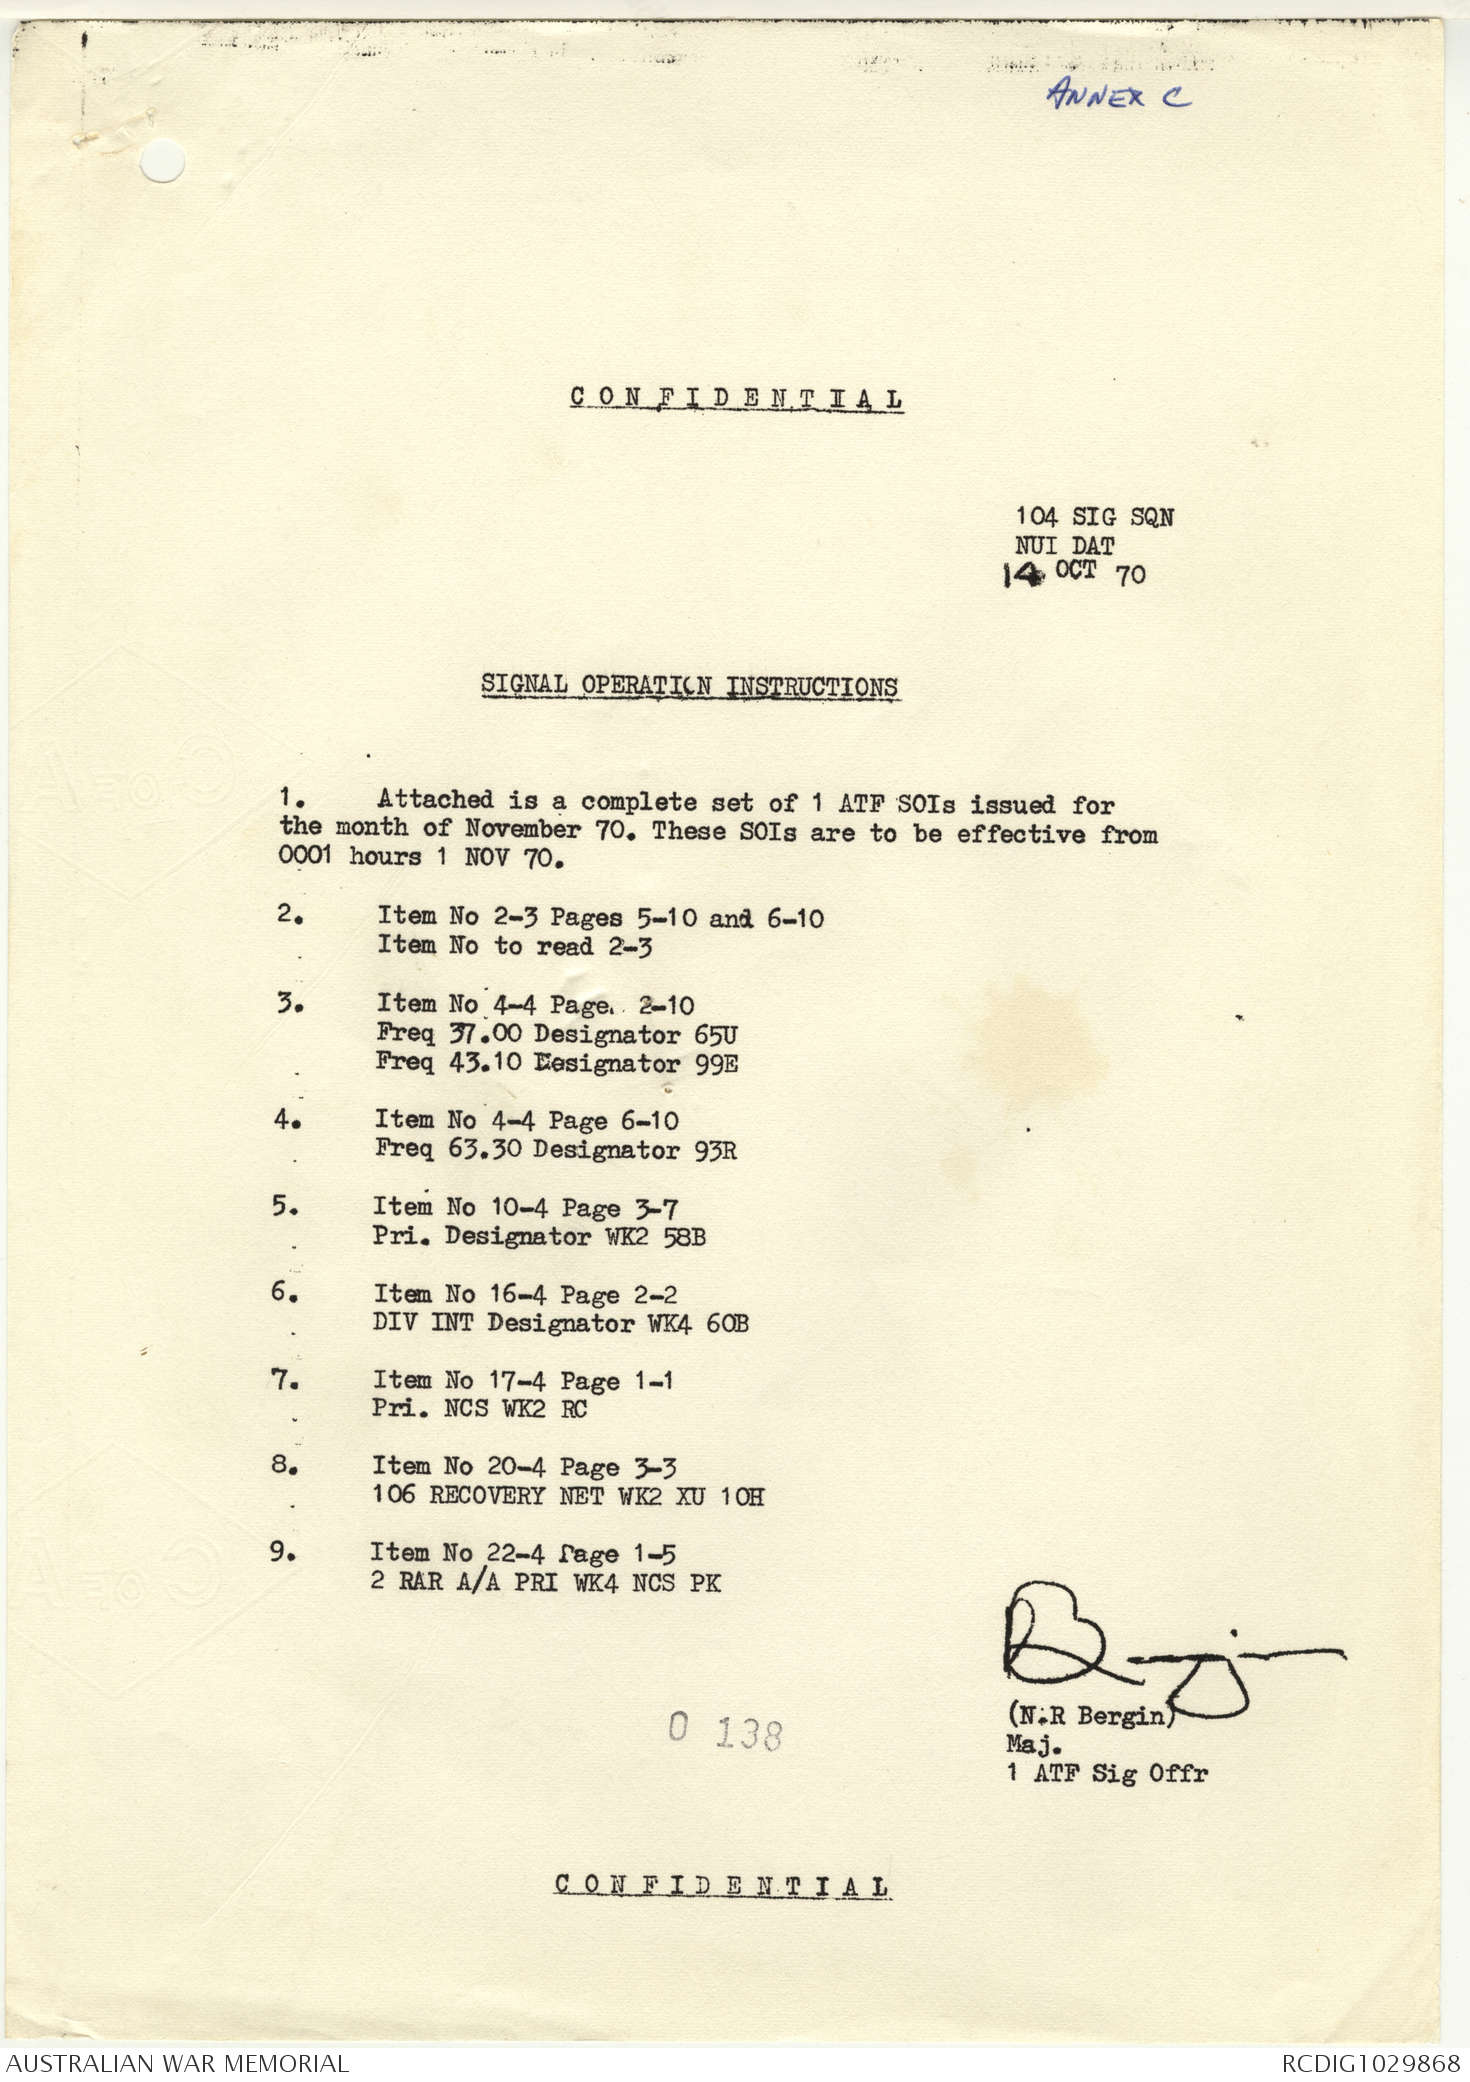 ANNEX C
CONFIDENTIAL
104 SIG SQN
NUI DAT
14 OCT 70
SIGNAL OPERATION INSTRUCTIONS
1. Attached is a complete set of 1 ATF SOIs issued for
the month of November 70. These SOIs are to be effective from
0001 hours 1 NOV 70.
2. Item No 2-3 Pages 5-10 and 6-10
Item No to read 2-3
3. Item No 4-4 Page 2-10
Freq 37.00 Designator 65U
Freq 43.10 Designator 99E
4. Item No 4-4 Page 6-10
Freq 63.30 Designator 93R
5. Item No 10-4 Page 3-7
Pri. Designator WK2 58B
6. Item No 16-4 Page 2-2
DIV INT Designator WK4 60B
7. Item No 17-4 Page 1-1
Pri. NCS WK2 RC
8. Item No 20-4 Page 3-3
106 RECOVERY NET WK2 XU 10H
9. Item No 22-4 Page 1-5
2 RAR A/A PRI WK4 NCS PK
(N.R Bergin)
Maj.
1 ATF Sig Offr
0 138
CONFIDENTIAL
AUSTRALIAN WAR MEMORIAL
RCDIG1029868